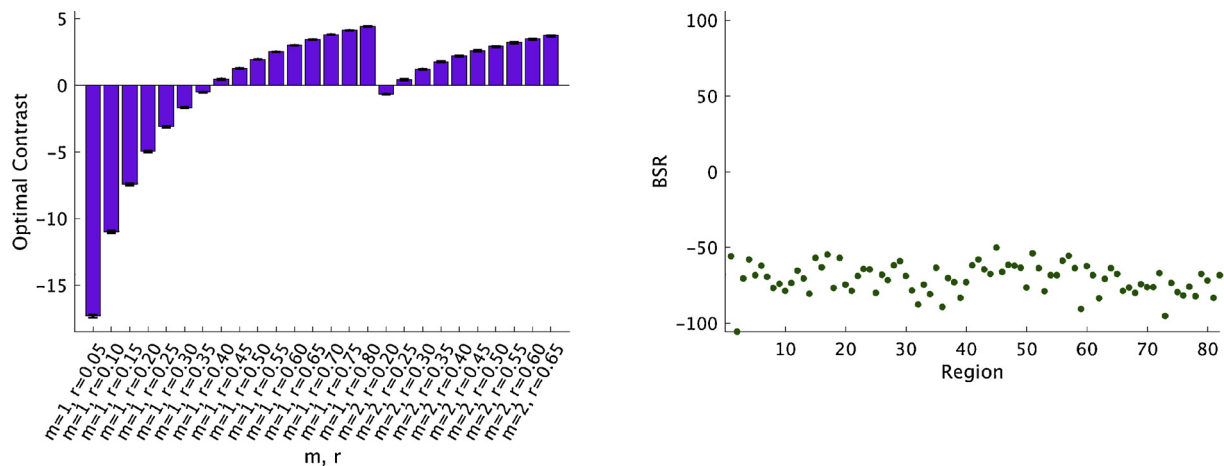 5
0
−5
−10
−15
Optimal Contrast
m=1, r=0.05
m=1, r=0.10
m=1, r=0.15
m=1, r=0.20
m=1, r=0.25
m=1, r=0.30
m=1, r=0.35
m=1, r=0.40
m=1, r=0.45
m=1, r=0.50
m=1, r=0.55
m=1, r=0.60
m=1, r=0.65
m=1, r=0.70
m=1, r=0.75
m=1, r=0.80
m=2, r=0.20
m=2, r=0.25
m=2, r=0.30
m=2, r=0.35
m=2, r=0.40
m=2, r=0.45
m=2, r=0.50
m=2, r=0.55
m=2, r=0.60
m=2, r=0.65
m, r
100
50
0
−50
−100
BSR
10 20 30 40 50 60 70 80
Region